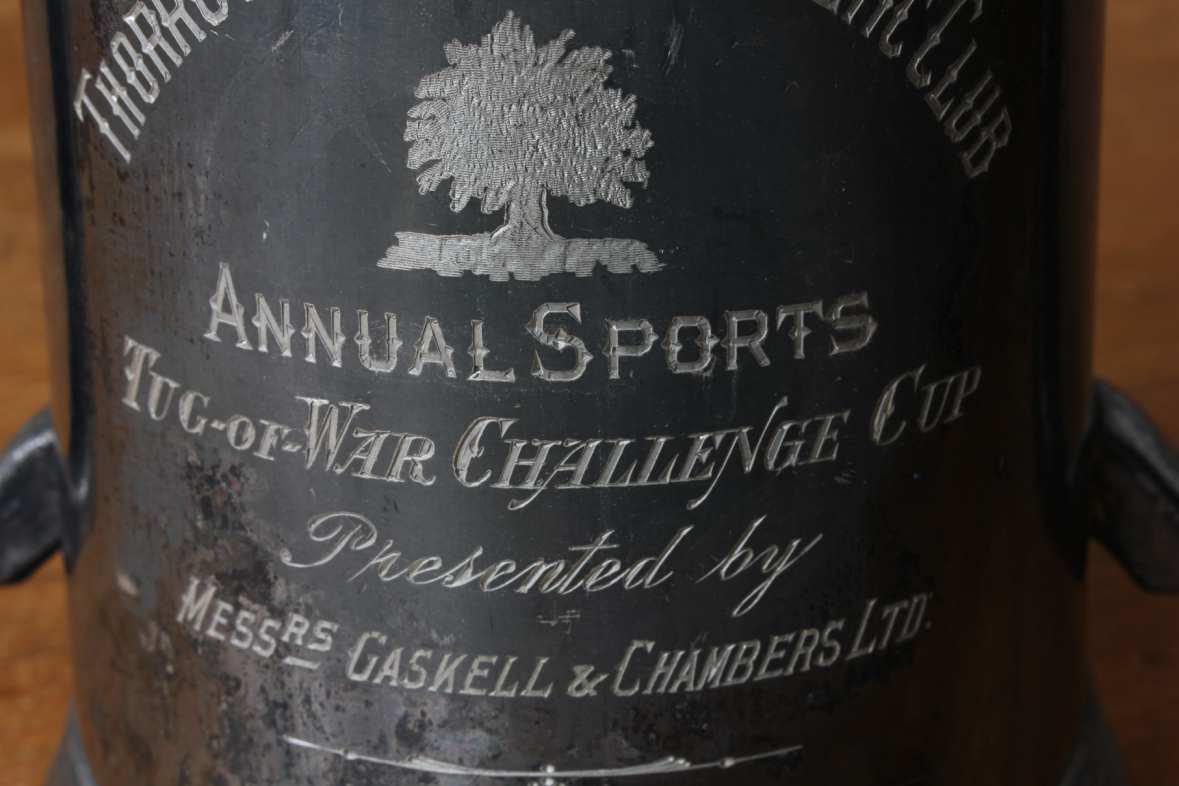 Club
Annual Sports
Tug-of-War Challenge Cup
Presented by
Messrs Gaskell & Chambers Ltd.